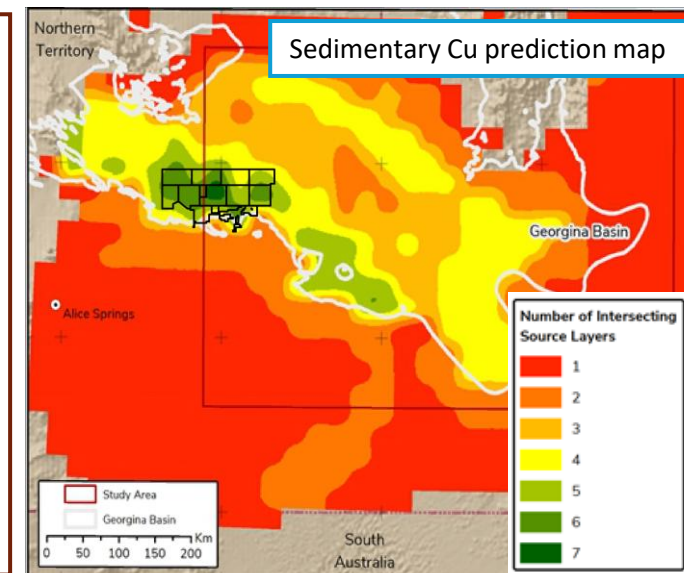 Northern
Territory
Sedimentary Cu prediction map
Georgina Basin
Alice Springs
Number of Intersecting
Source Layers
1
2
3
4
5
6
7
Study Area
Georgina Basin
Km
0 50 100 150 200
South
Australia